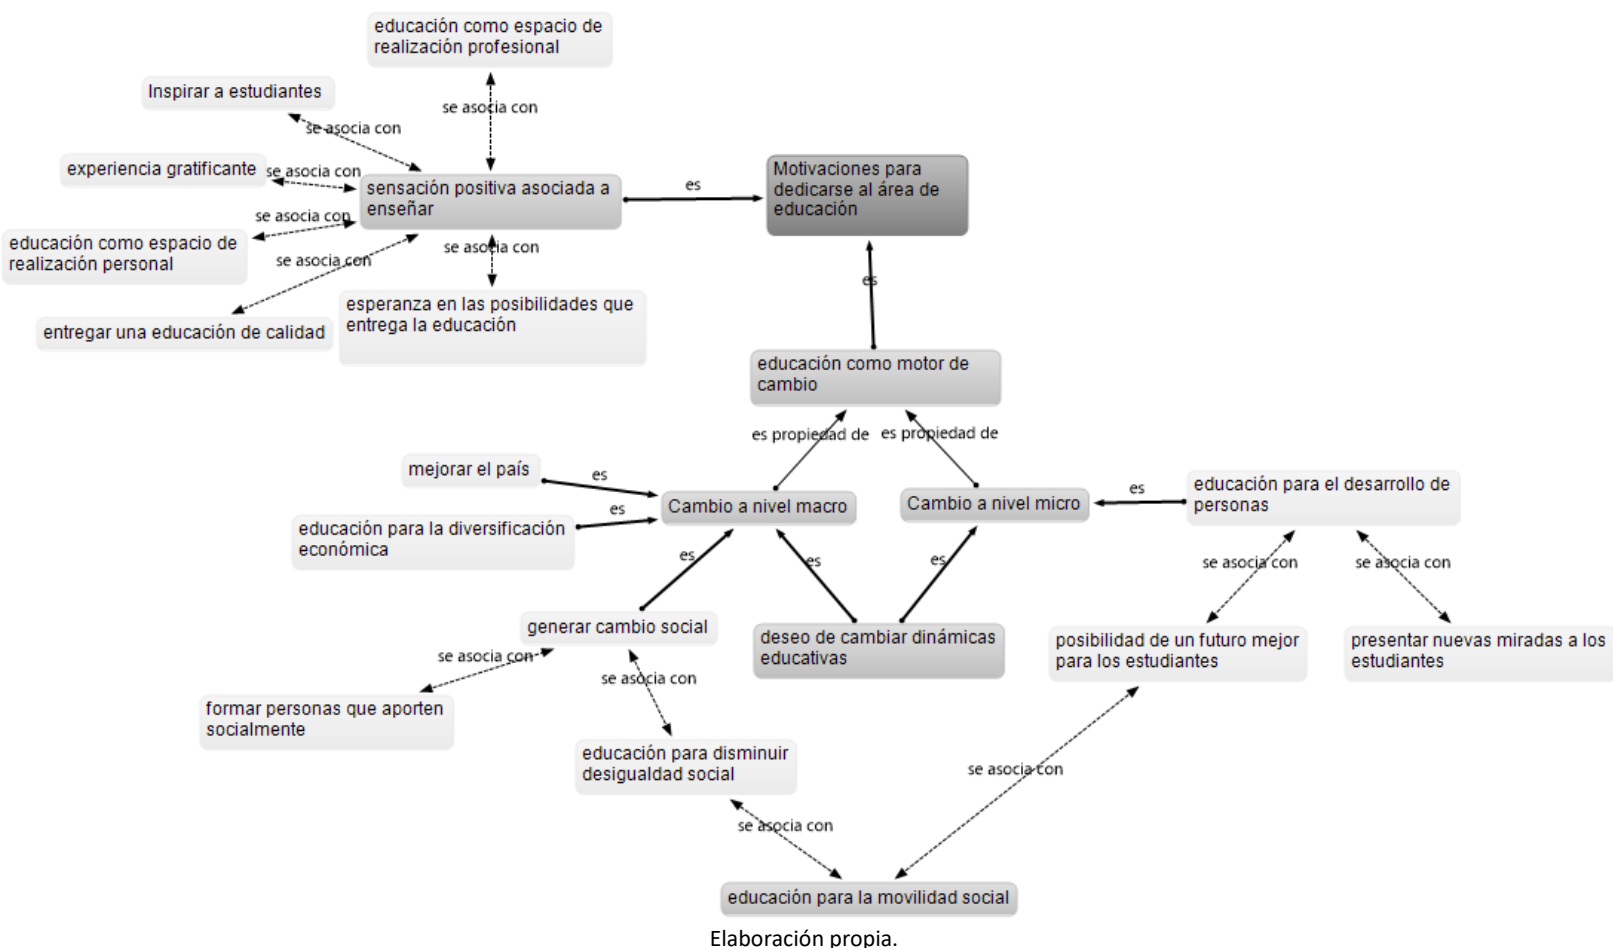 educación como espacio de
realización profesional
se asocia con
Inspirar a estudiantes
se asocia con
experiencia gratificante
se asocia con
sensación positiva asociada a
enseñar
es
Motivaciones para
dedicarse al área de
educación
se asocia con
educación como espacio de
realización personal
se asocia con
se asocia con
entregar una educación de calidad
esperanza en las posibilidades que
entrega la educación
es
educación como motor de
cambio
es propiedad de
es propiedad de
mejorar el país
es
educación para la diversificación
económica
es
Cambio a nivel macro
Cambio a nivel micro
es
educación para el desarrollo de
personas
es
es
es
se asocia con
se asocia con
generar cambio social
deseo de cambiar dinámicas
educativas
posibilidad de un futuro mejor
para los estudiantes
presentar nuevas miradas a los
estudiantes
se asocia con
se asocia con
formar personas que aporten
socialmente
educación para disminuir
desigualdad social
se asocia con
se asocia con
educación para la movilidad social
Elaboración propia.